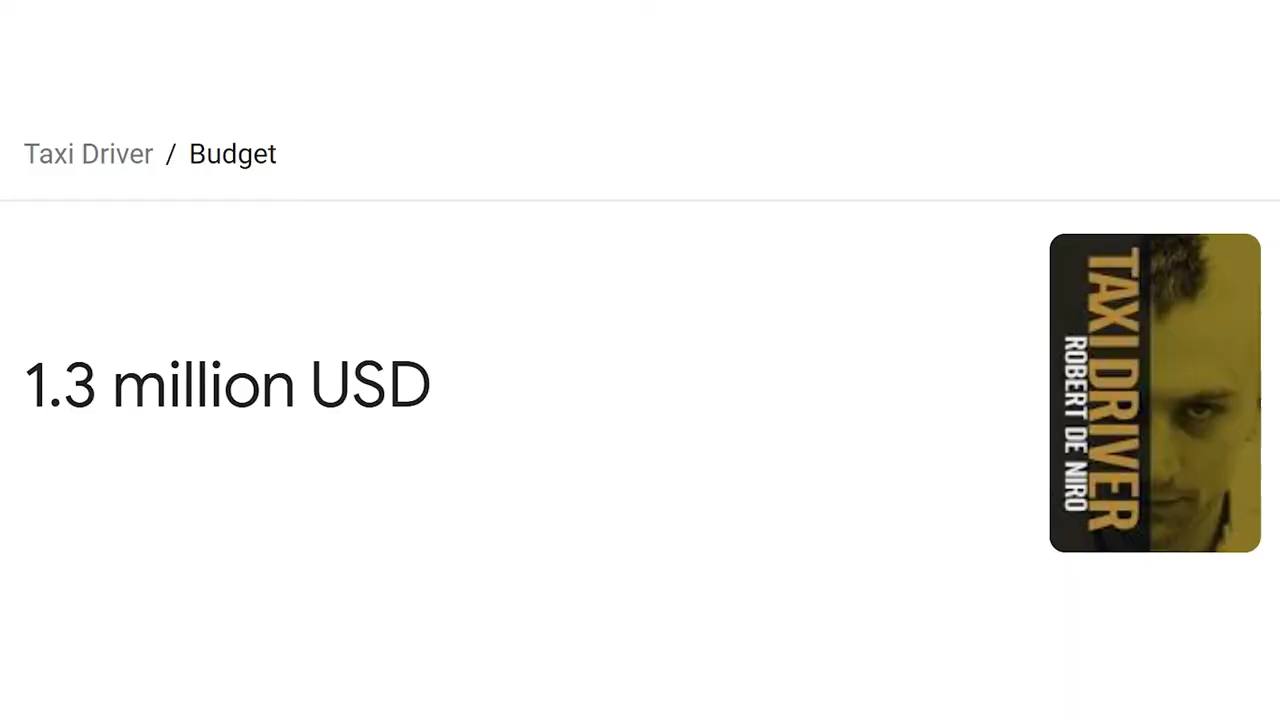 Taxi Driver / Budget
1.3 million USD
TAXI DRIVER
ROBERT DE NIRO